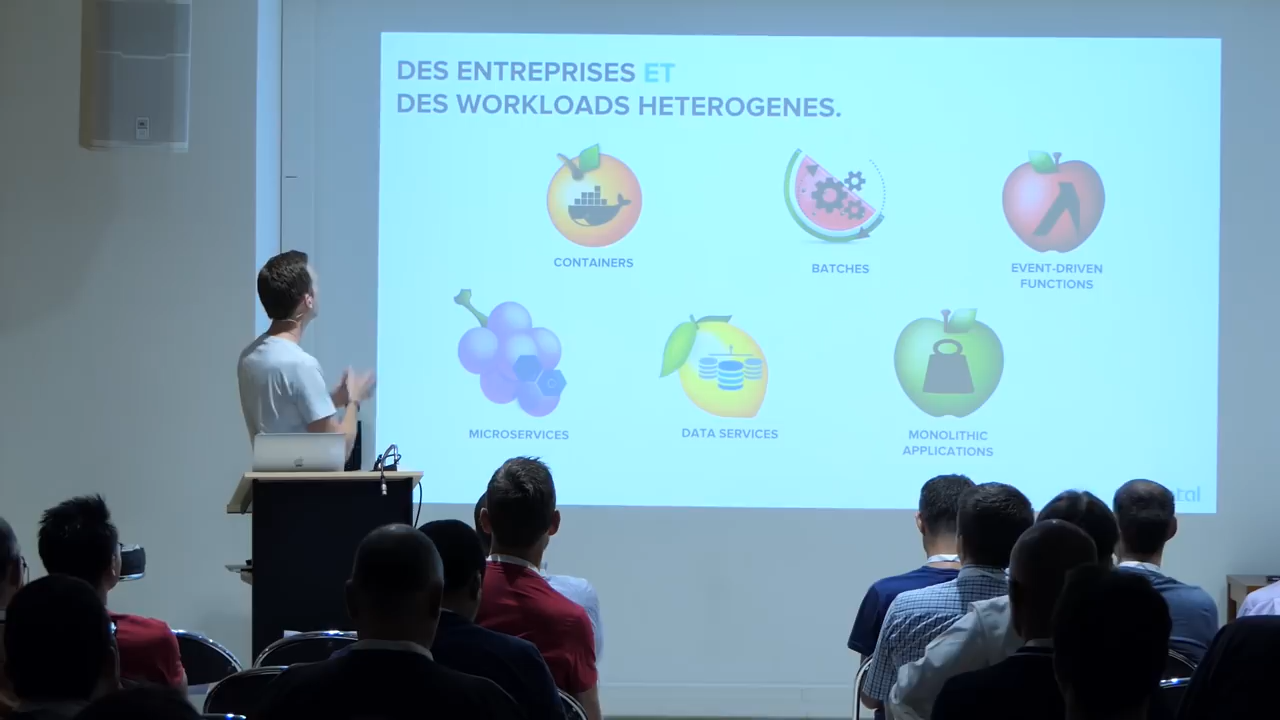 DES ENTREPRISES ET
DES WORKLOADS HETEROGENES.
CONTAINERS
BATCHES
EVENT-DRIVEN
FUNCTIONS
MICROSERVICES
DATA SERVICES
MONOLITHIC
APPLICATIONS